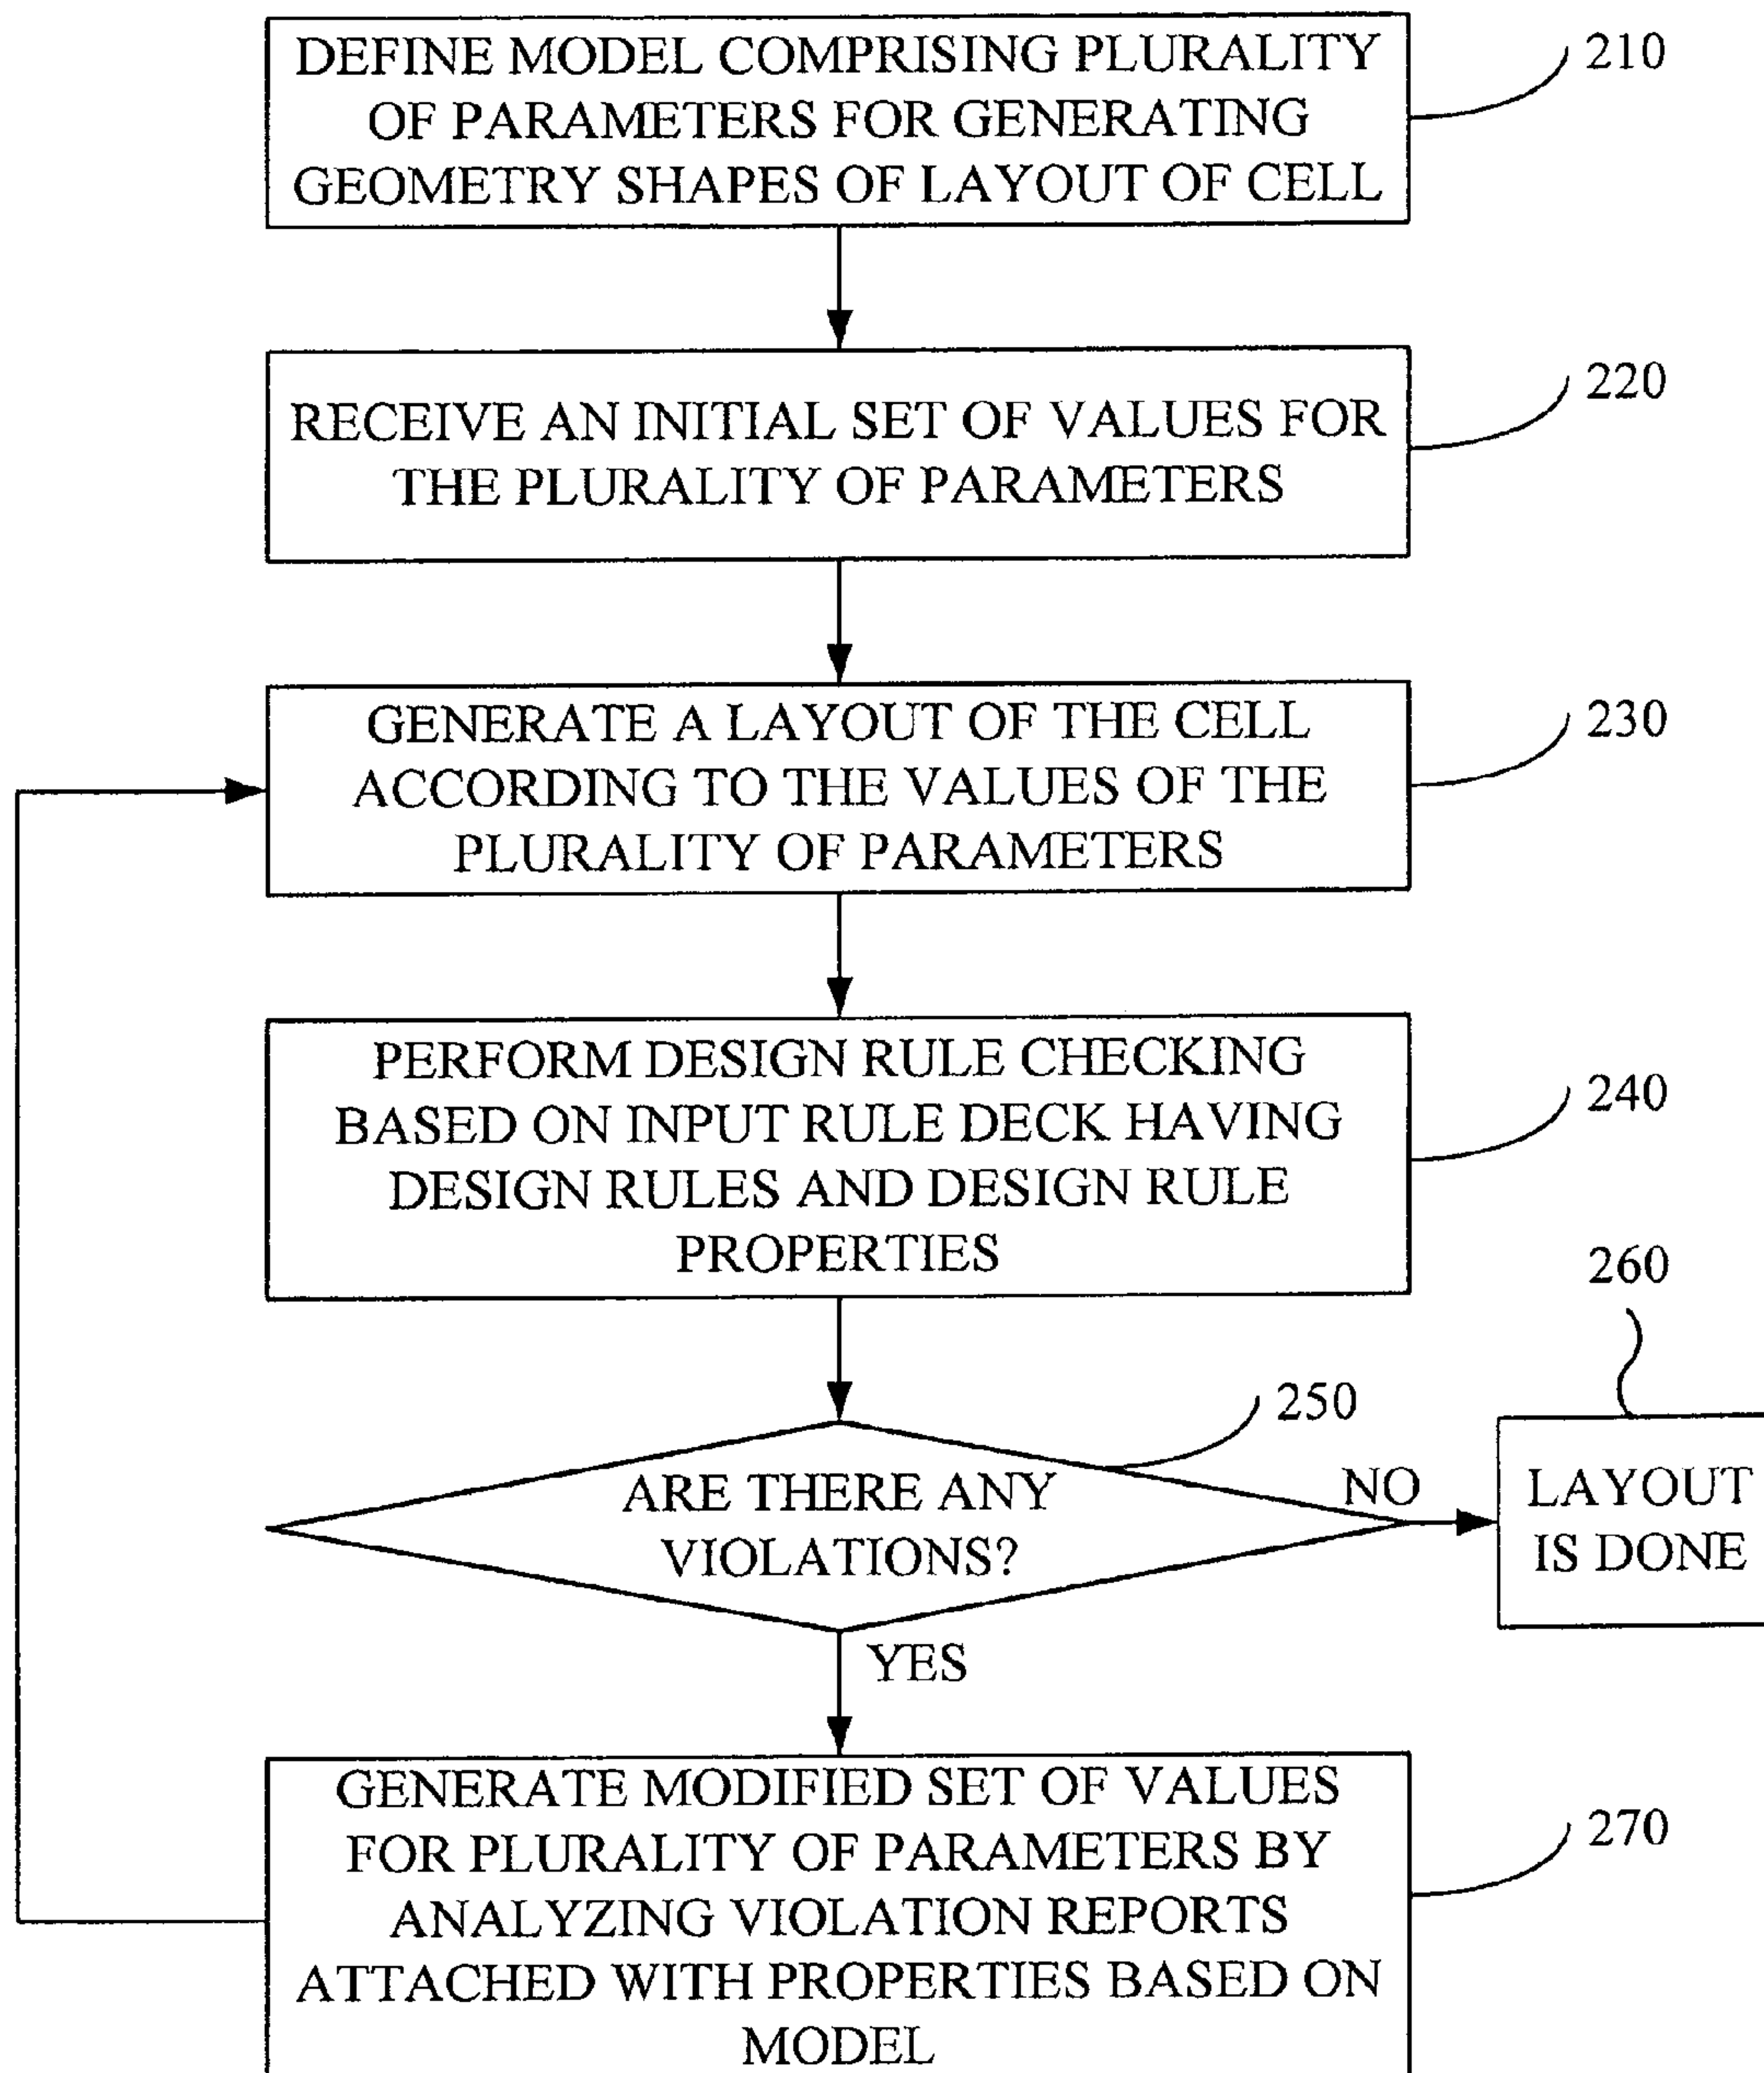 DEFINE MODEL COMPRISING PLURALITY
OF PARAMETERS FOR GENERATING
GEOMETRY SHAPES OF LAYOUT OF CELL
210
RECEIVE AN INITIAL SET OF VALUES FOR
THE PLURALITY OF PARAMETERS
220
GENERATE A LAYOUT OF THE CELL
ACCORDING TO THE VALUES OF THE
PLURALITY OF PARAMETERS
230
PERFORM DESIGN RULE CHECKING
BASED ON INPUT RULE DECK HAVING
DESIGN RULES AND DESIGN RULE
PROPERTIES
240
ARE THERE ANY
VIOLATIONS?
250
NO
260
LAYOUT
IS DONE
YES
GENERATE MODIFIED SET OF VALUES
FOR PLURALITY OF PARAMETERS BY
ANALYZING VIOLATION REPORTS
ATTACHED WITH PROPERTIES BASED ON
MODEL
270